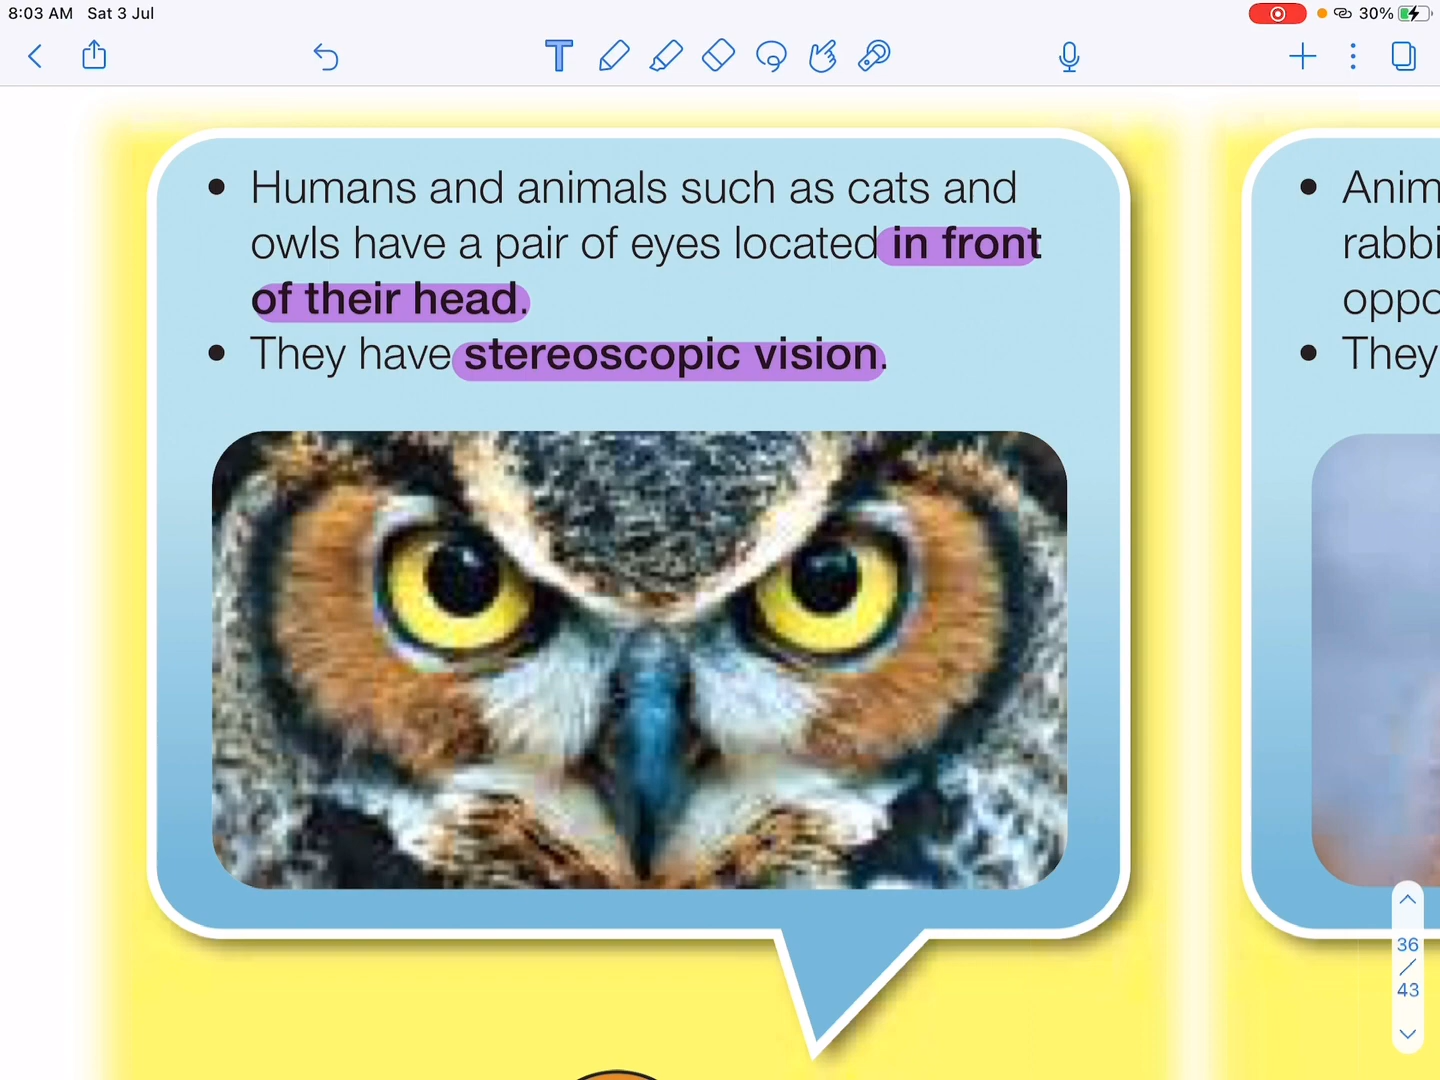 8:03 AM Sat 3 Jul
30%
• Humans and animals such as cats and
owls have a pair of eyes located in front
of their head.
• They have stereoscopic vision.
• Anim
rabbi
oppo
• They
36
/
43